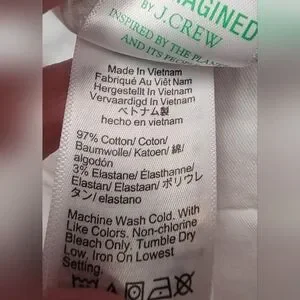 IMAGINED
BY J.CREW
INSPIRED BY THE PLANET
AND ITS PEOPLE
Made In Vietnam
Fabriqué Au Viêt Nam
Hergestellt In Vietnam
Vervaardigd In Vietnam
ベトナム製
hecho en vietnam
97% Cotton/ Coton/
Baumwolle/ Katoen/ 綿/
algodón
3% Elastane/ Élasthanne/
Elastan/ Elastaan/ ポリウレ
タン/ elastano
Machine Wash Cold. With
Like Colors. Non-chlorine
Bleach Only. Tumble Dry
Low, Iron On Lowest
Setting.